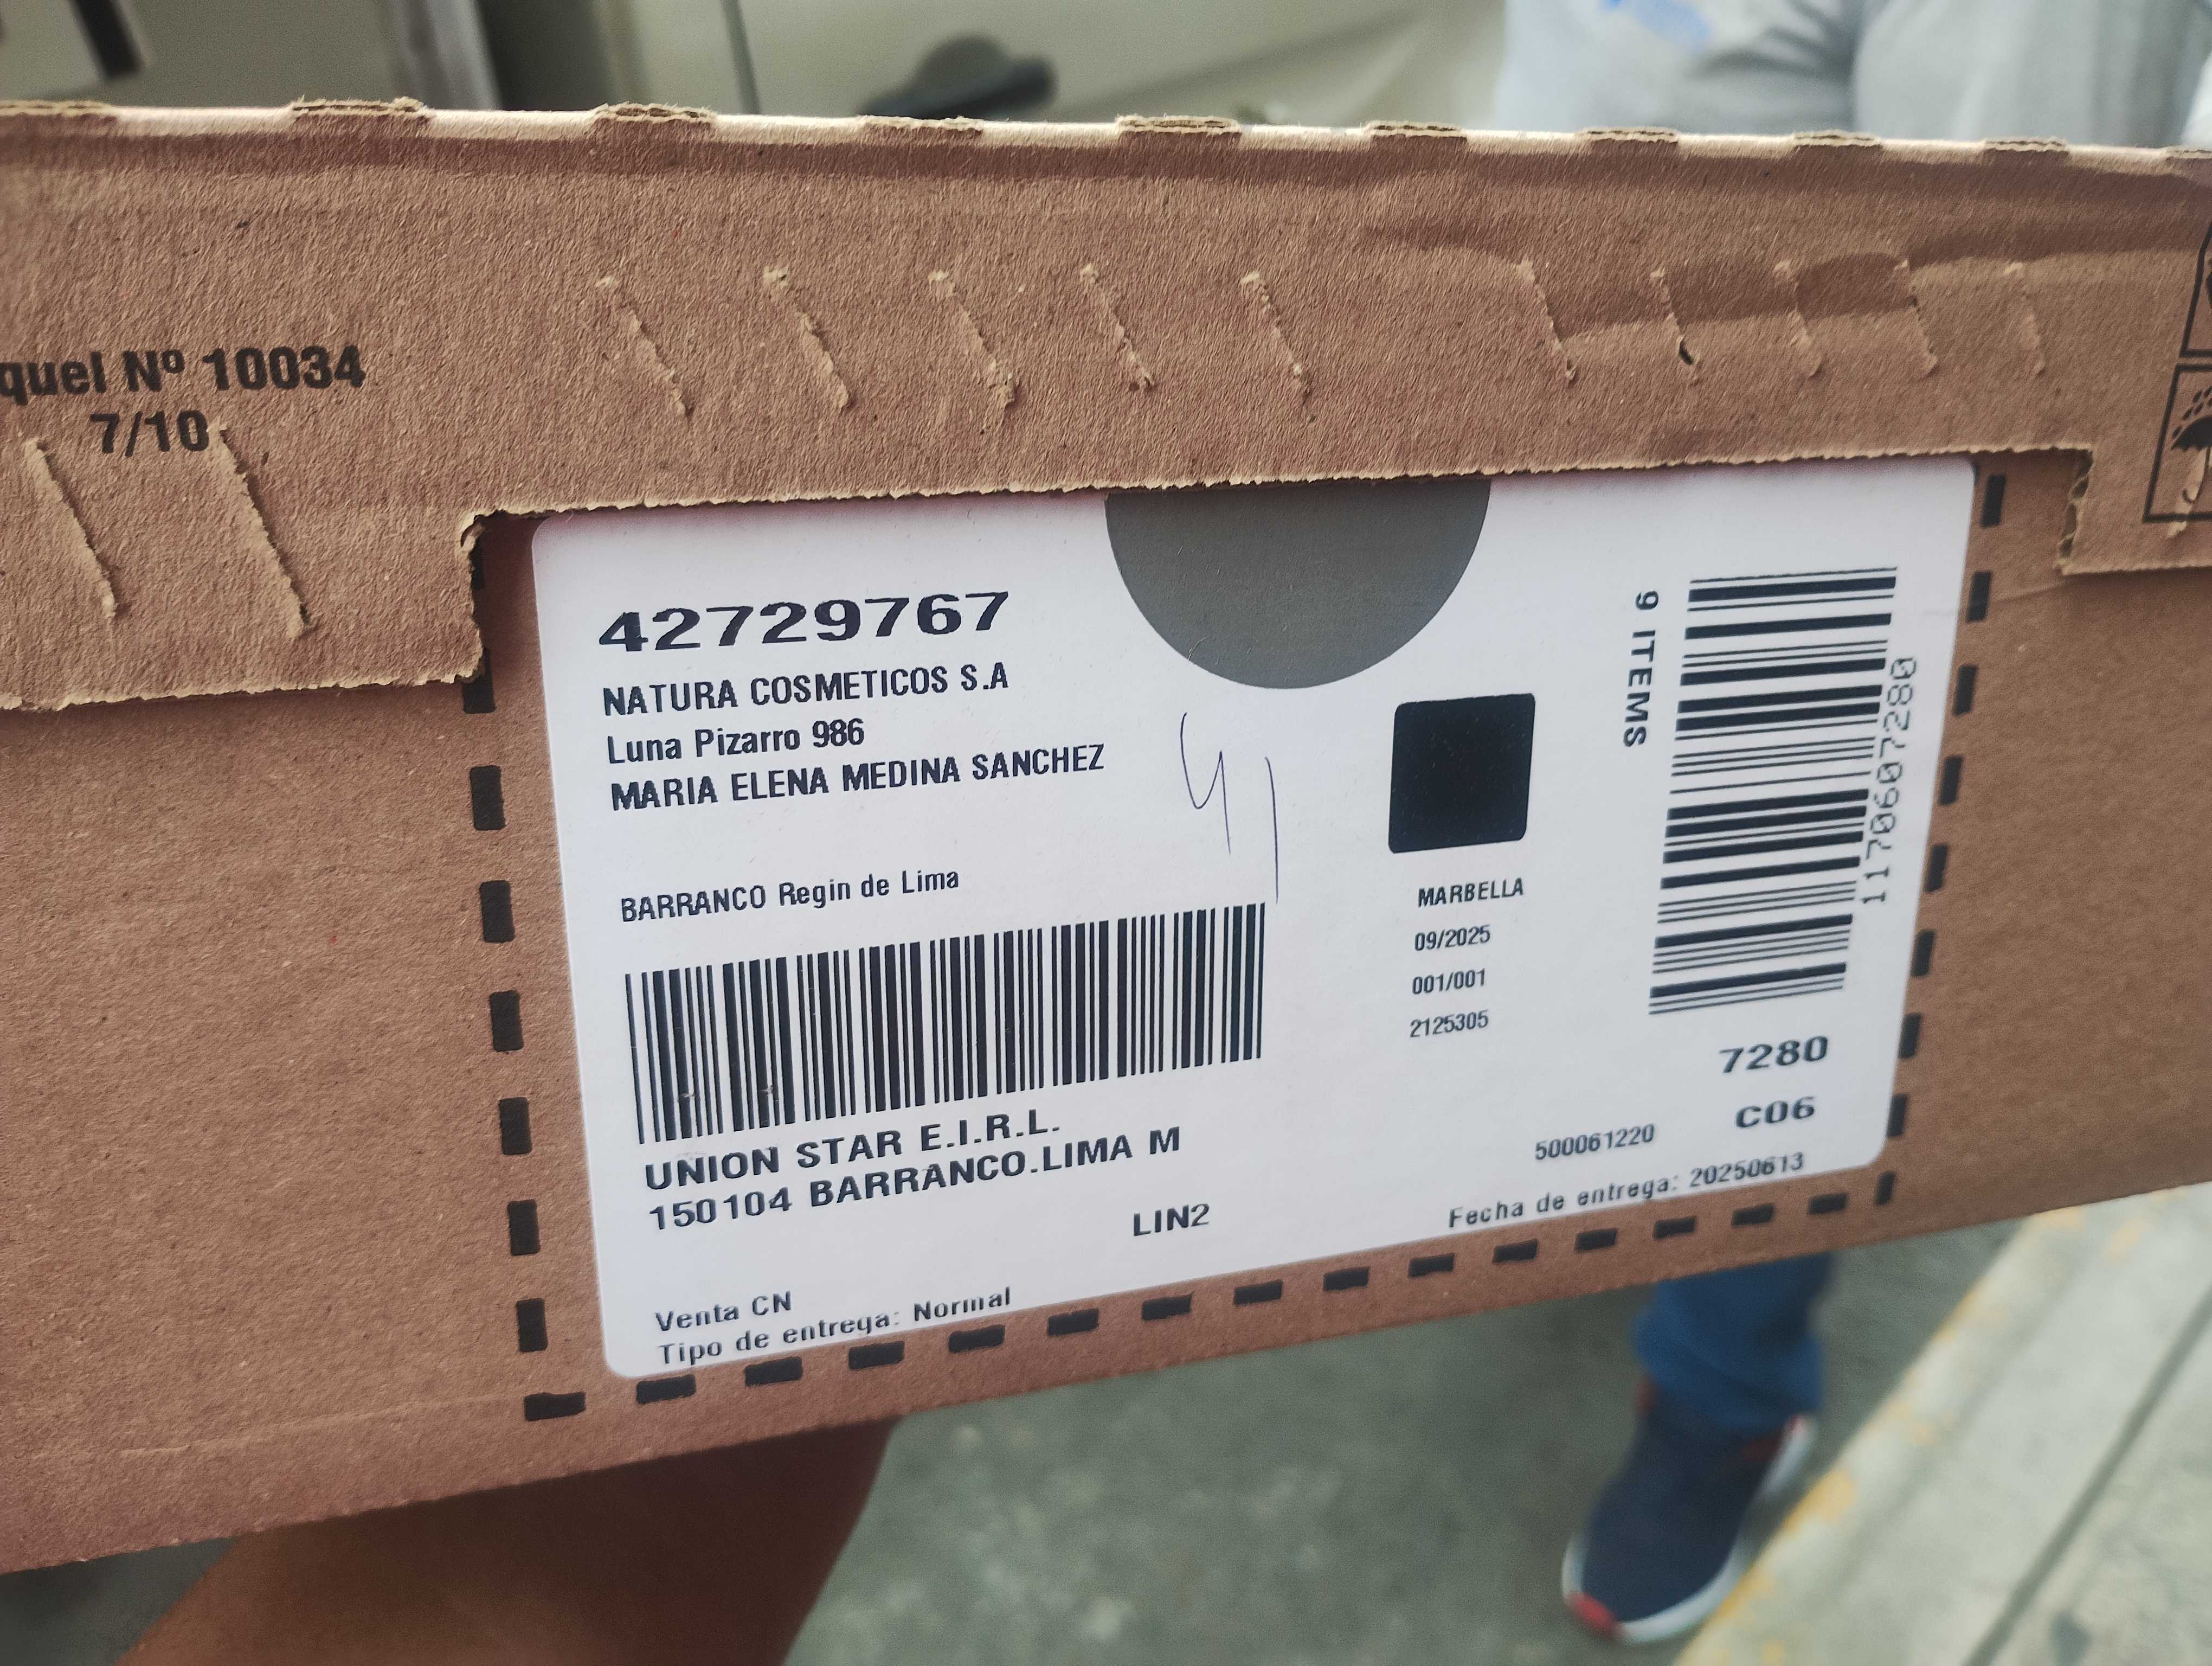 quel Nº 10034
7/10
42729767
NATURA COSMETICOS S.A
Luna Pizarro 986
MARIA ELENA MEDINA SANCHEZ
41
BARRANCO Regin de Lima
UNION STAR E.I.R.L.
150104 BARRANCO.LIMA M
LIN2
Venta CN
Tipo de entrega: Normal
MARBELLA
09/2025
001/001
2125305
9 ITEMS
1170607280
7280
C06
500061220
Fecha de entrega: 20250613